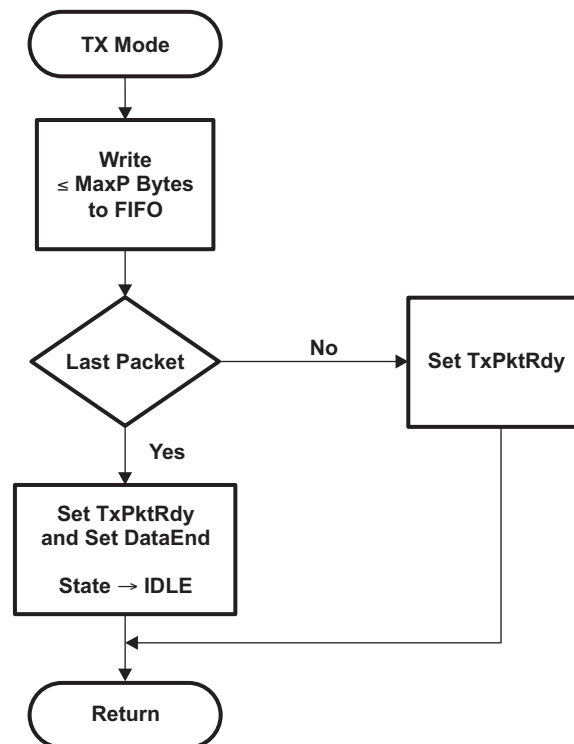 TX Mode
Write
≤ MaxP Bytes
to FIFO
Last Packet
No
Set TxPktRdy
Yes
Set TxPktRdy
and Set DataEnd
State → IDLE
Return